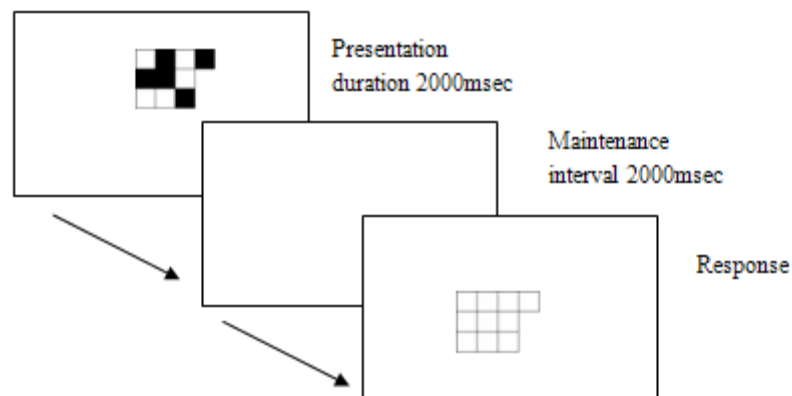 Presentation
duration 2000msec
Maintenance
interval 2000msec
Response